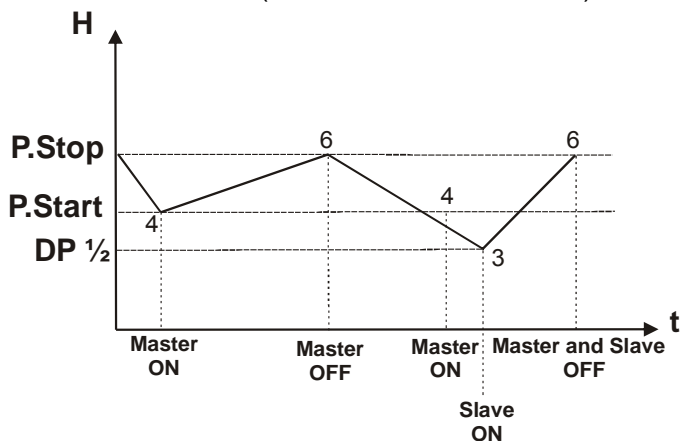 H
P.Stop
6
6
P.Start
4
4
DP ½
3
t
Master
ON
Master
OFF
Master
ON
Master and Slave
OFF
Slave
ON